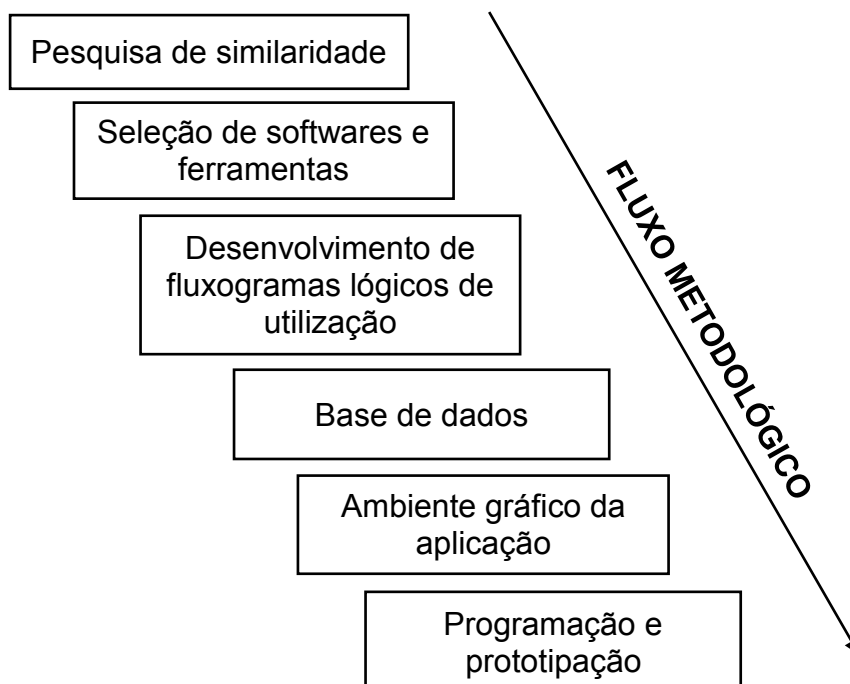 Pesquisa de similaridade
Seleção de softwares e
ferramentas
Desenvolvimento de
fluxogramas lógicos de
utilização
Base de dados
Ambiente gráfico da
aplicação
Programação e
prototipação
FLUXO METODOLÓGICO